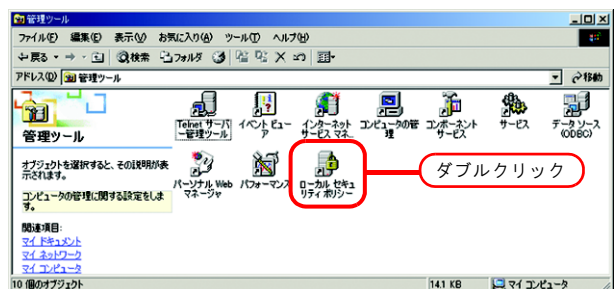 管理ツール
ファイル(F) 編集(E) 表示(V) お気に入り(A) ツール(T) ヘルプ(H)
戻る 検索 フォルダ
アドレス(D) 管理ツール 移動
管理ツール
オブジェクトを選択すると、その説明が表
示されます。
コンピュータの管理に関する設定をしま
す。
関連項目:
マイ ドキュメント
マイ ネットワーク
マイ コンピュータ
Telnet サーバ
ー管理ツール
イベント ビュー
ア
インターネット
サービス マネ...
コンピュータの管
理
コンポーネント
サービス
サービス
データ ソース
(ODBC)
パーソナル Web
マネージャ
パフォーマンス
ローカル セキュ
リティ ポリシー
ダブルクリック
10 個のオブジェクト 14.1 KB マイ コンピュータ